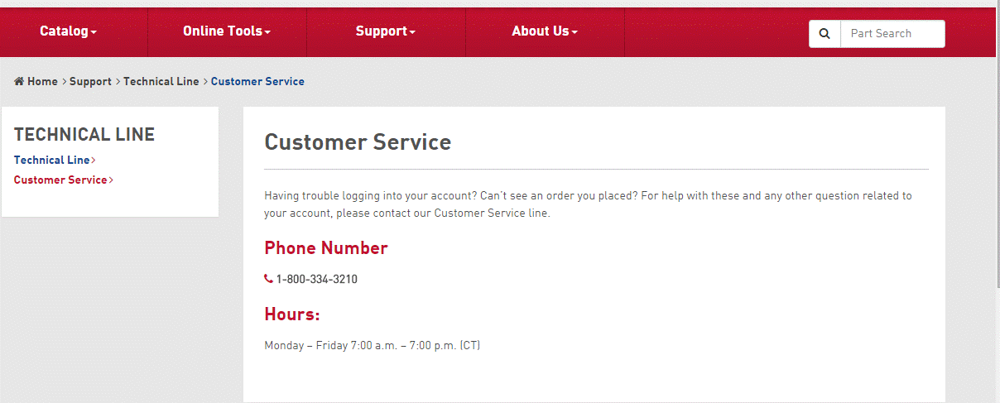 Catalog Online Tools Support About Us Part Search
Home > Support > Technical Line > Customer Service
TECHNICAL LINE
Technical Line >
Customer Service >
Customer Service
Having trouble logging into your account? Can't see an order you placed? For help with these and any other question related to
your account, please contact our Customer Service line.
Phone Number
1-800-334-3210
Hours:
Monday – Friday 7:00 a.m. – 7:00 p.m. (CT)